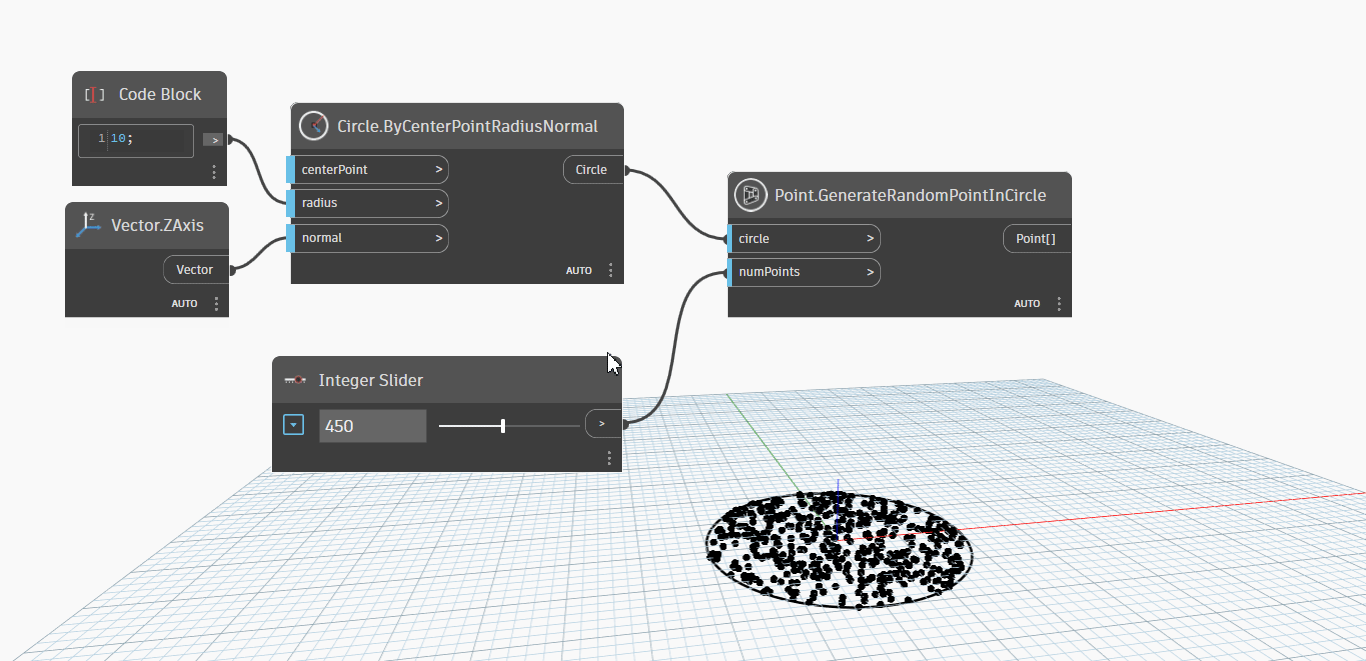 [ ] Code Block
1 10;
>
Vector.ZAxis
Z
Vector
AUTO
Circle.ByCenterPointRadiusNormal
centerPoint >
Circle
radius >
normal >
AUTO
Point.GenerateRandomPointInCircle
circle >
Point[]
numPoints >
AUTO
Integer Slider
450
>